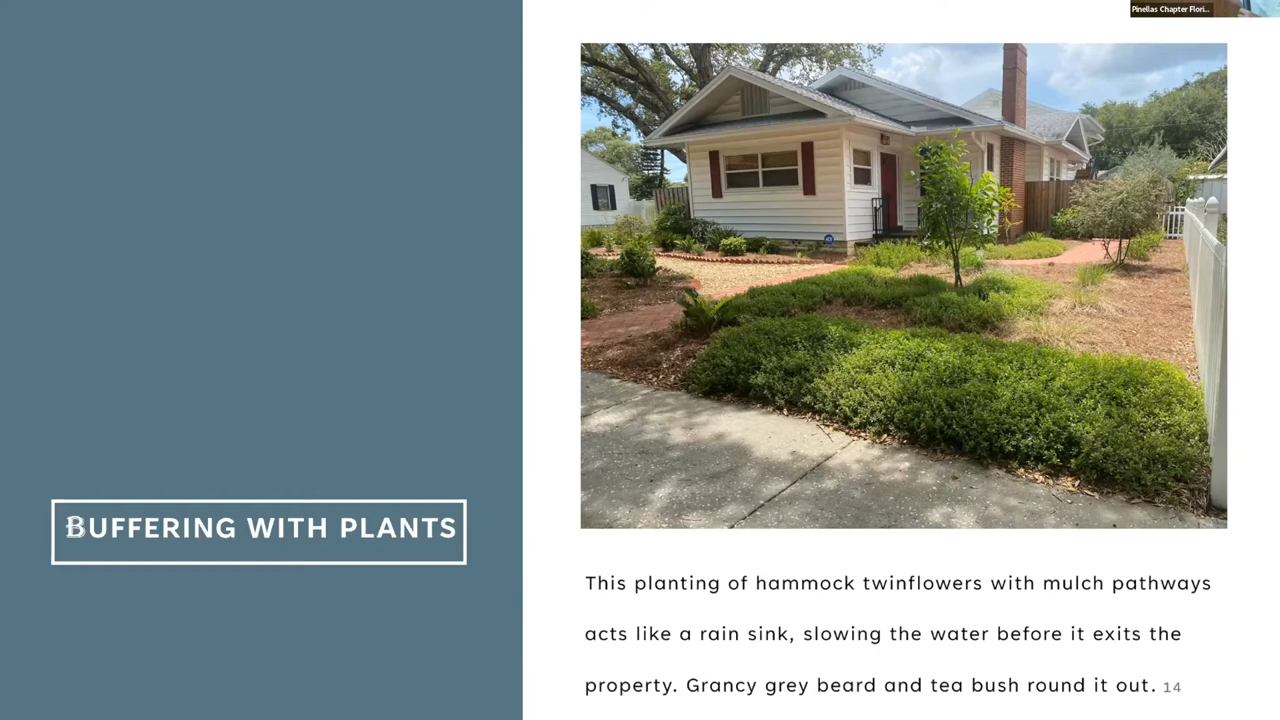 Pinellas Chapter Flori...
BUFFERING WITH PLANTS
This planting of hammock twinflowers with mulch pathways
acts like a rain sink, slowing the water before it exits the
property. Grancy grey beard and tea bush round it out. 14